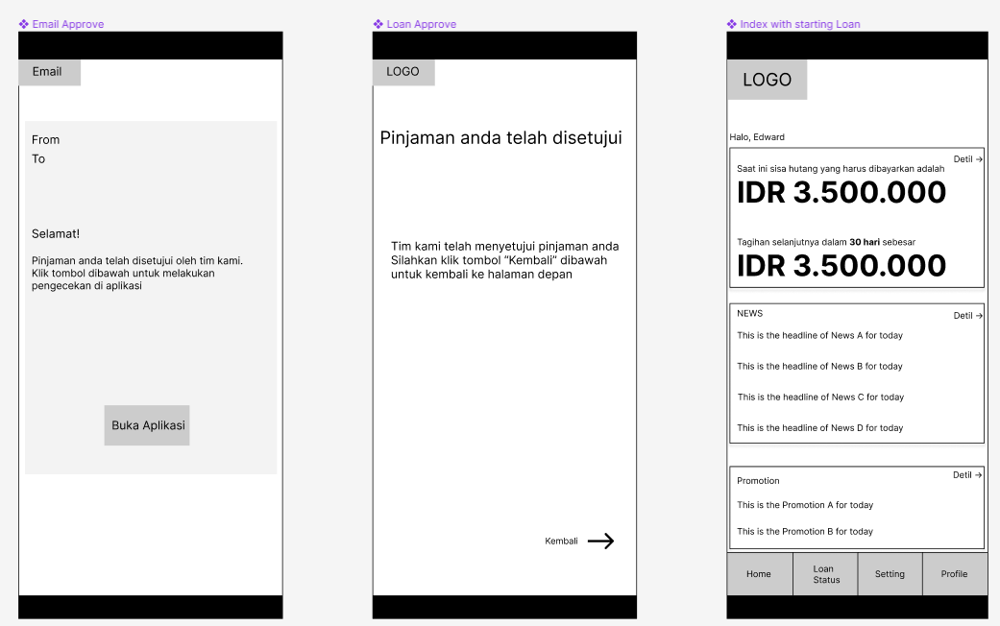 Email Approve
Email
From
To
Selamat!
Pinjaman anda telah disetujui oleh tim kami.
Klik tombol dibawah untuk melakukan
pengecekan di aplikasi
Buka Aplikasi
Loan Approve
LOGO
Pinjaman anda telah disetujui
Tim kami telah menyetujui pinjaman anda
Silahkan klik tombol “Kembali” dibawah
untuk kembali ke halaman depan
Kembali
Index with starting Loan
LOGO
Halo, Edward
Detil →
Saat ini sisa hutang yang harus dibayarkan adalah
IDR 3.500.000
Tagihan selanjutnya dalam 30 hari sebesar
IDR 3.500.000
NEWS
Detil →
This is the headline of News A for today
This is the headline of News B for today
This is the headline of News C for today
This is the headline of News D for today
Detil →
Promotion
This is the Promotion A for today
This is the Promotion B for today
Home
Loan
Status
Setting
Profile